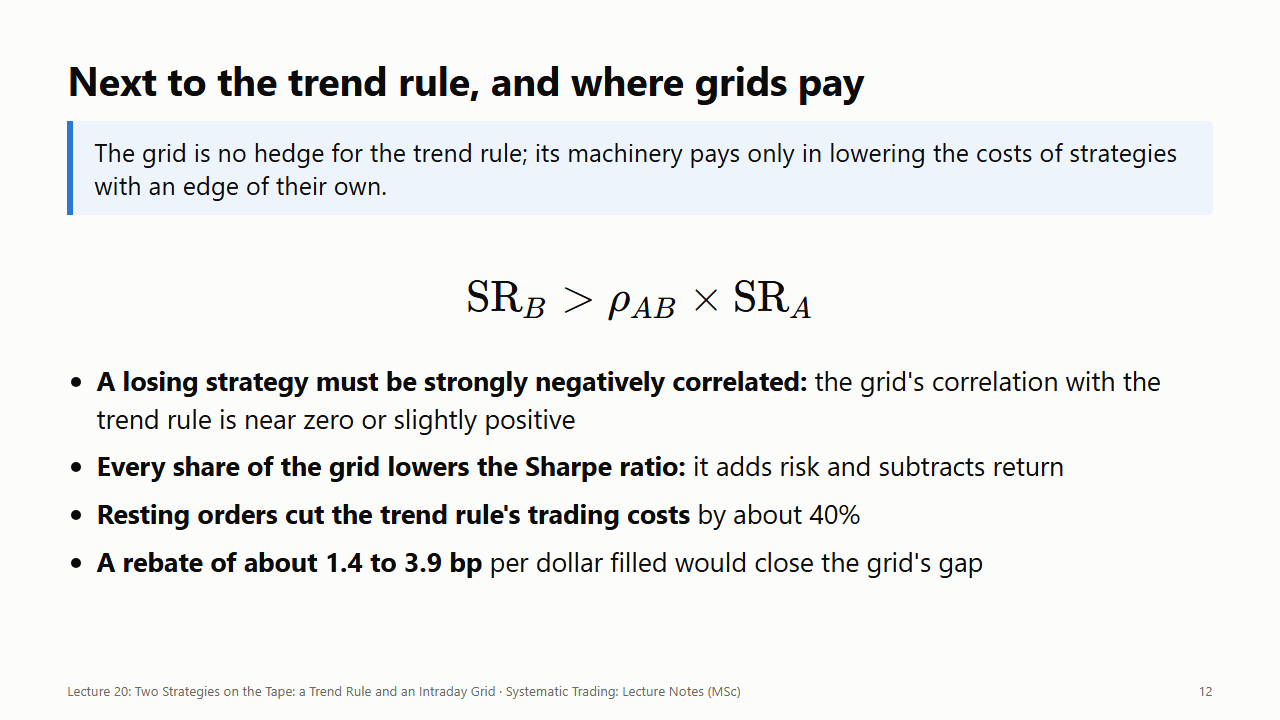 Next to the trend rule, and where grids pay
The grid is no hedge for the trend rule; its machinery pays only in lowering the costs of strategies
with an edge of their own.
SR_B > ρ_AB × SR_A
• A losing strategy must be strongly negatively correlated: the grid's correlation with the
trend rule is near zero or slightly positive
• Every share of the grid lowers the Sharpe ratio: it adds risk and subtracts return
• Resting orders cut the trend rule's trading costs by about 40%
• A rebate of about 1.4 to 3.9 bp per dollar filled would close the grid's gap
Lecture 20: Two Strategies on the Tape: a Trend Rule and an Intraday Grid · Systematic Trading: Lecture Notes (MSc)
12